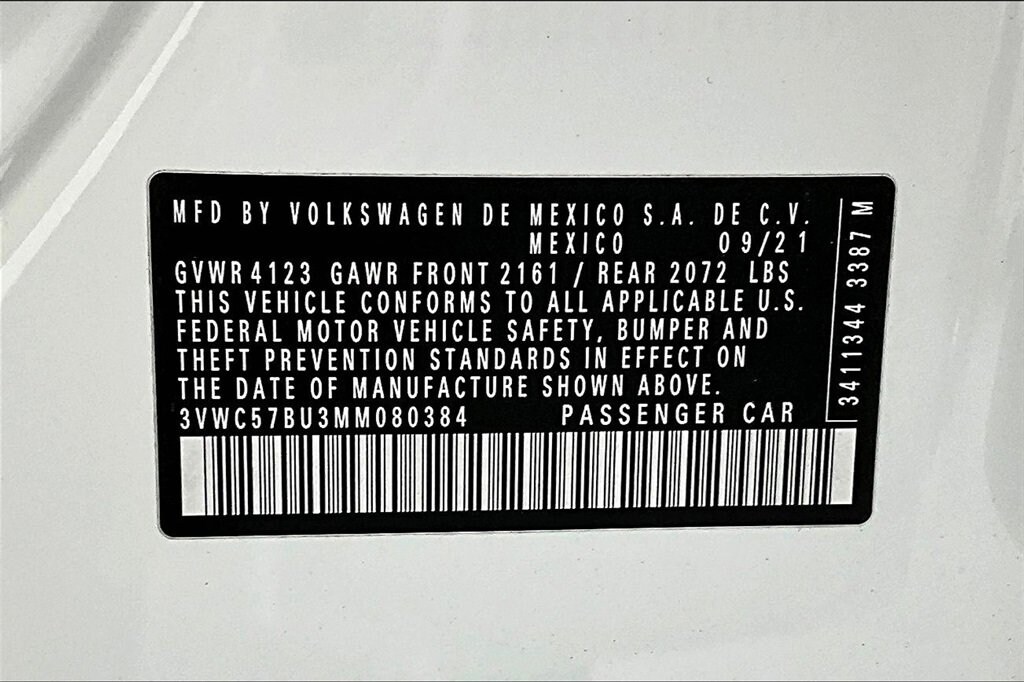 MFD BY VOLKSWAGEN DE MEXICO S.A. DE C.V.
MEXICO 09/21
GVWR 4123 GAWR FRONT 2161 / REAR 2072 LBS
THIS VEHICLE CONFORMS TO ALL APPLICABLE U.S.
FEDERAL MOTOR VEHICLE SAFETY, BUMPER AND
THEFT PREVENTION STANDARDS IN EFFECT ON
THE DATE OF MANUFACTURE SHOWN ABOVE.
3VWC57BU3MM080384 PASSENGER CAR
3411344 3387 M